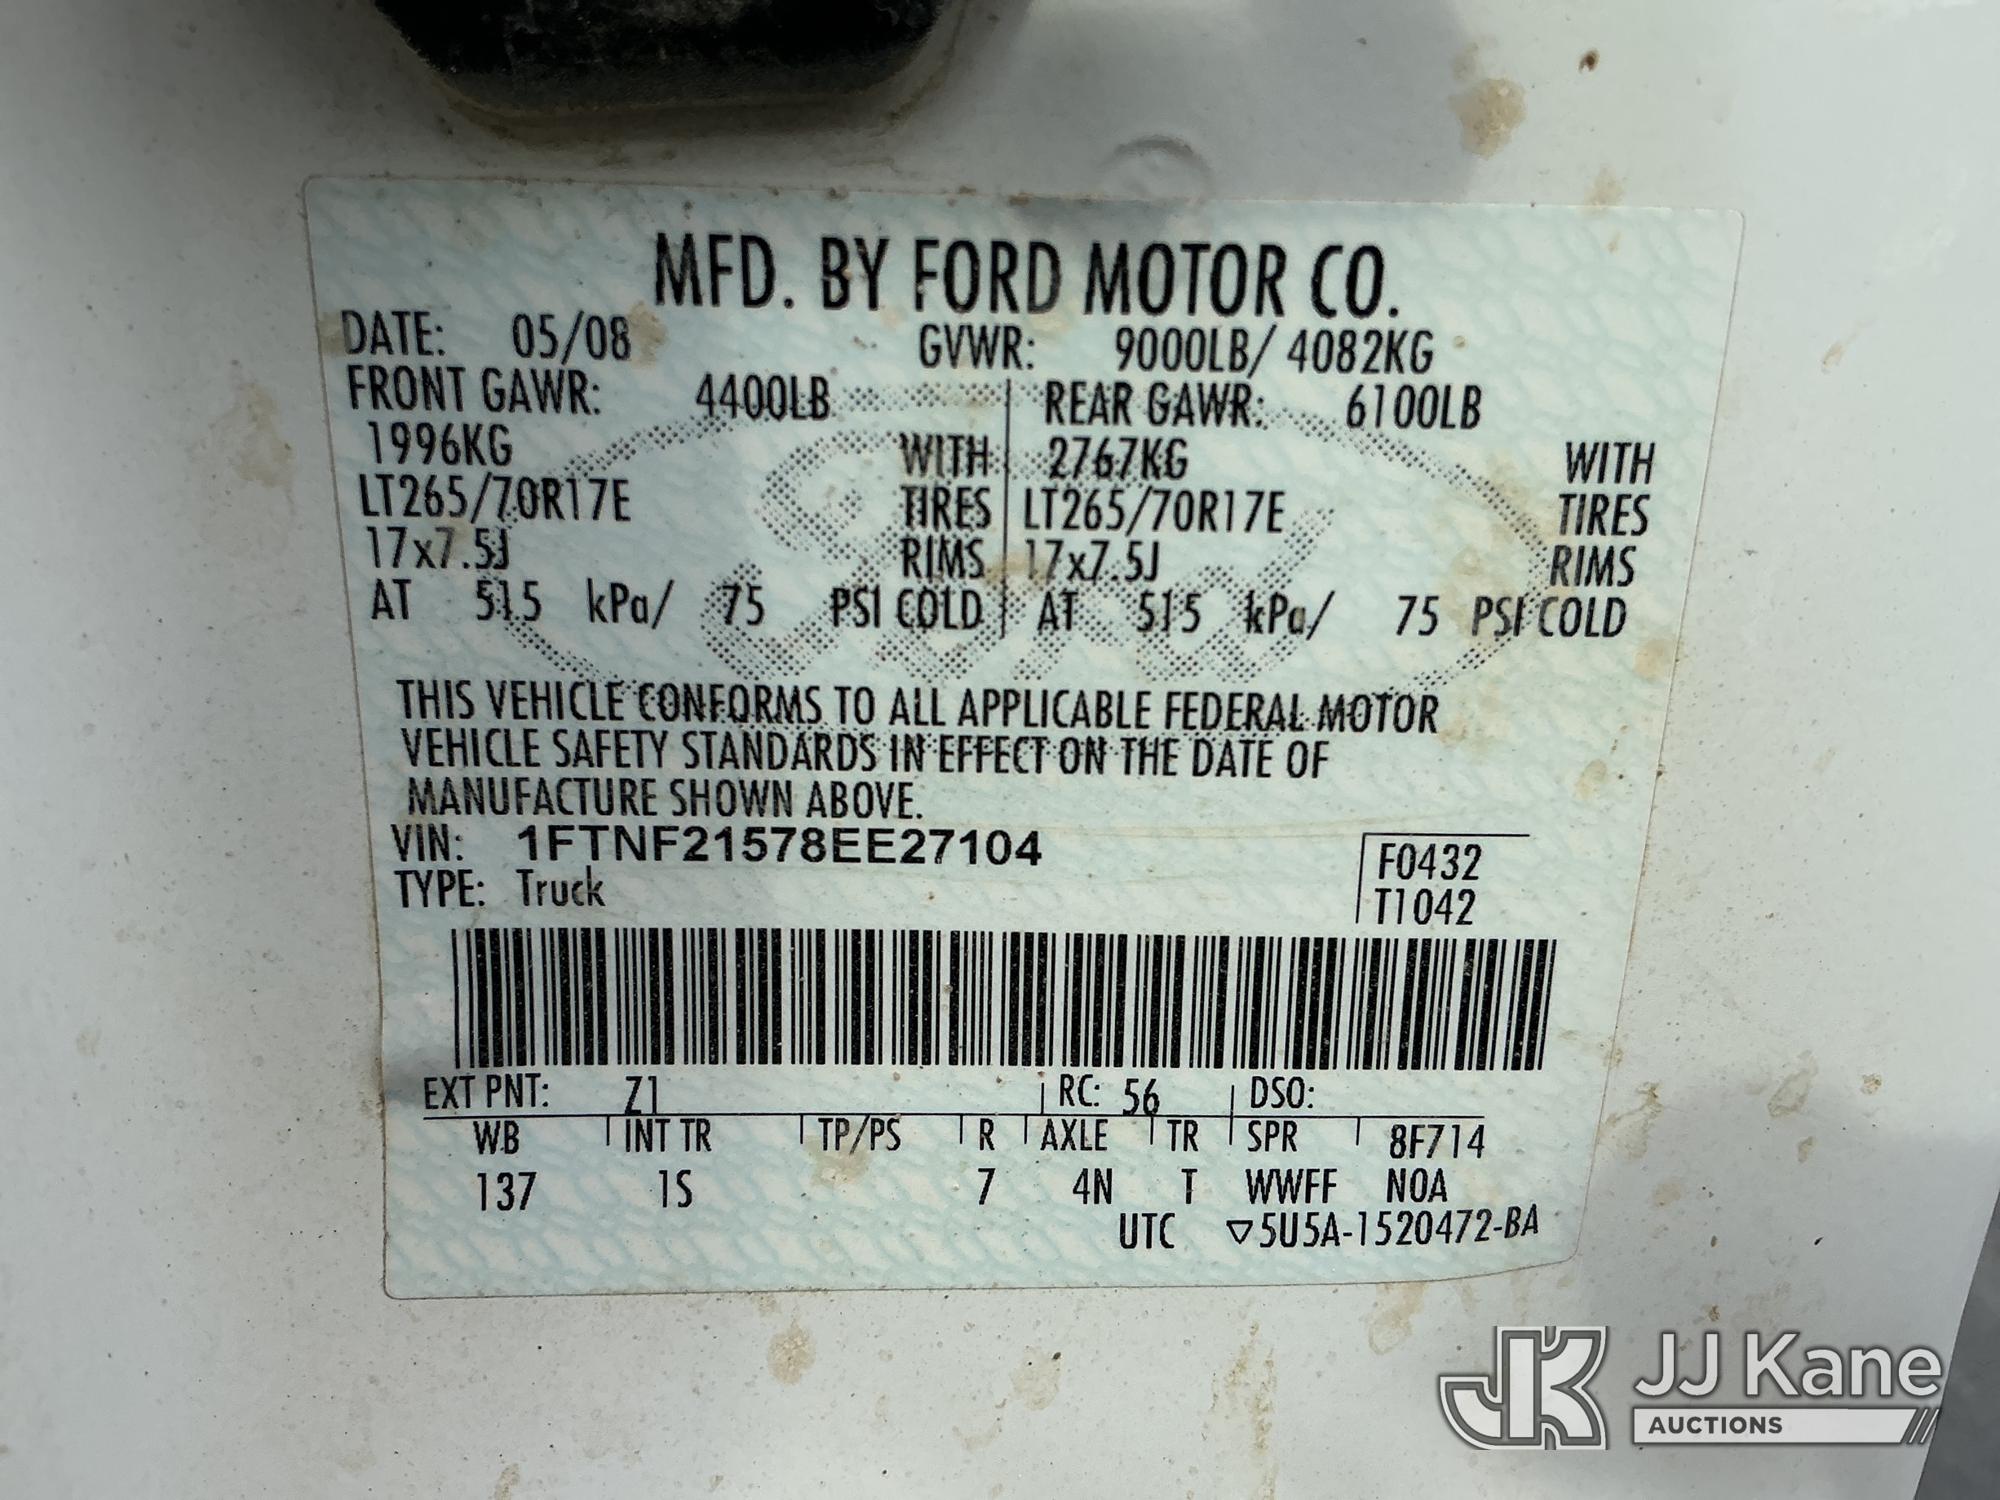 MFD. BY FORD MOTOR CO.
DATE: 05/08 GVWR: 9000LB/ 4082KG
FRONT GAWR: 4400LB REAR GAWR: 6100LB
1996KG WITH 2767KG WITH
LT265/70R17E TIRES LT265/70R17E TIRES
17x7.5J RIMS 17x7.5J RIMS
AT 515 kPa/ 75 PSI COLD AT 515 kPa/ 75 PSI COLD
THIS VEHICLE CONFORMS TO ALL APPLICABLE FEDERAL MOTOR
VEHICLE SAFETY STANDARDS IN EFFECT ON THE DATE OF
MANUFACTURE SHOWN ABOVE.
VIN: 1FTNF21578EE27104 F0432
TYPE: Truck T1042
EXT PNT: Z1 RC: 56 DSO:
WB INT TR TP/PS R AXLE TR SPR 8F714
137 1S 7 4N T WWFF N0A
UTC ▽5U5A-1520472-BA
JK JJ Kane
AUCTIONS